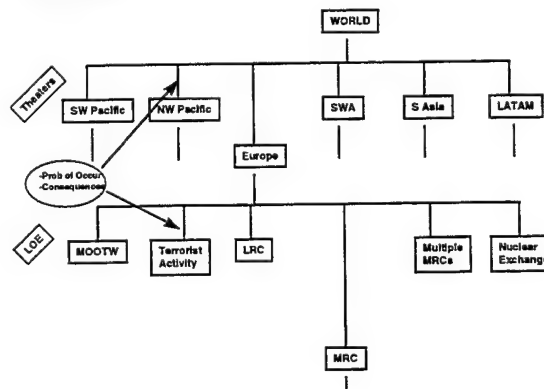 WORLD
Theaters
SW Pacific
NW Pacific
SWA
S Asia
LATAM
Europe
-Prob of Occur
-Consequences
LOE
MOOTW
Terrorist
Activity
LRC
Multiple
MRCs
Nuclear
Exchange
MRC